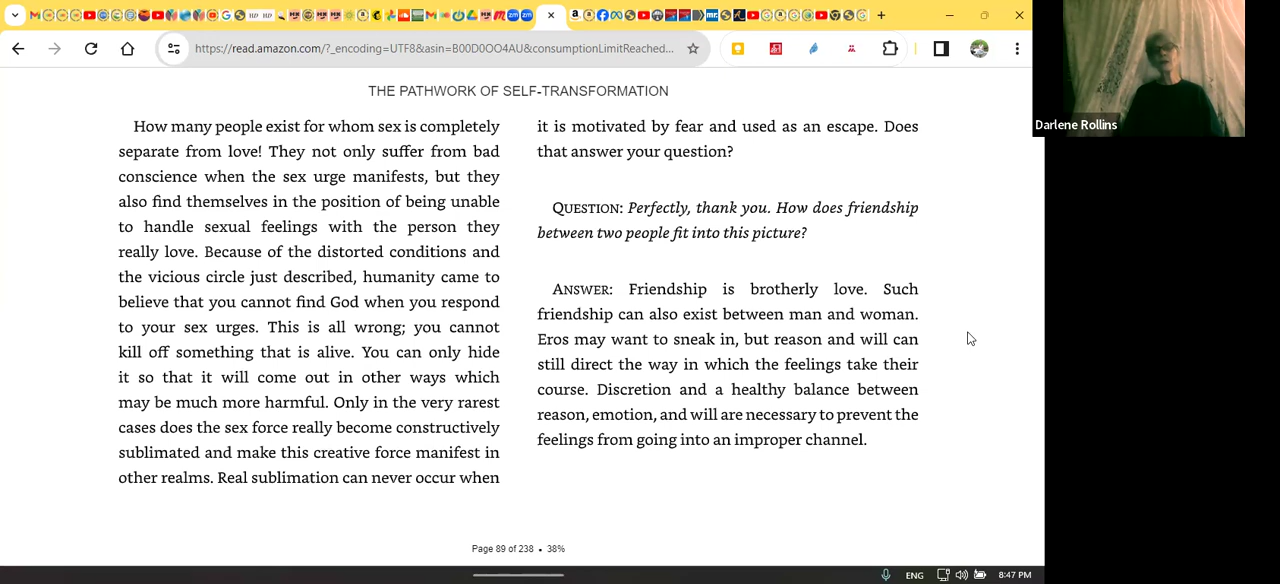 https://read.amazon.com/?_encoding=UTF8&asin=B00D0OO4AU&consumptionLimitReached...
Darlene Rollins
THE PATHWORK OF SELF-TRANSFORMATION
How many people exist for whom sex is completely
separate from love! They not only suffer from bad
conscience when the sex urge manifests, but they
also find themselves in the position of being unable
to handle sexual feelings with the person they
really love. Because of the distorted conditions and
the vicious circle just described, humanity came to
believe that you cannot find God when you respond
to your sex urges. This is all wrong; you cannot
kill off something that is alive. You can only hide
it so that it will come out in other ways which
may be much more harmful. Only in the very rarest
cases does the sex force really become constructively
sublimated and make this creative force manifest in
other realms. Real sublimation can never occur when
it is motivated by fear and used as an escape. Does
that answer your question?
QUESTION: Perfectly, thank you. How does friendship
between two people fit into this picture?
ANSWER: Friendship is brotherly love. Such
friendship can also exist between man and woman.
Eros may want to sneak in, but reason and will can
still direct the way in which the feelings take their
course. Discretion and a healthy balance between
reason, emotion, and will are necessary to prevent the
feelings from going into an improper channel.
Page 89 of 238 • 38%
ENG
8:47 PM